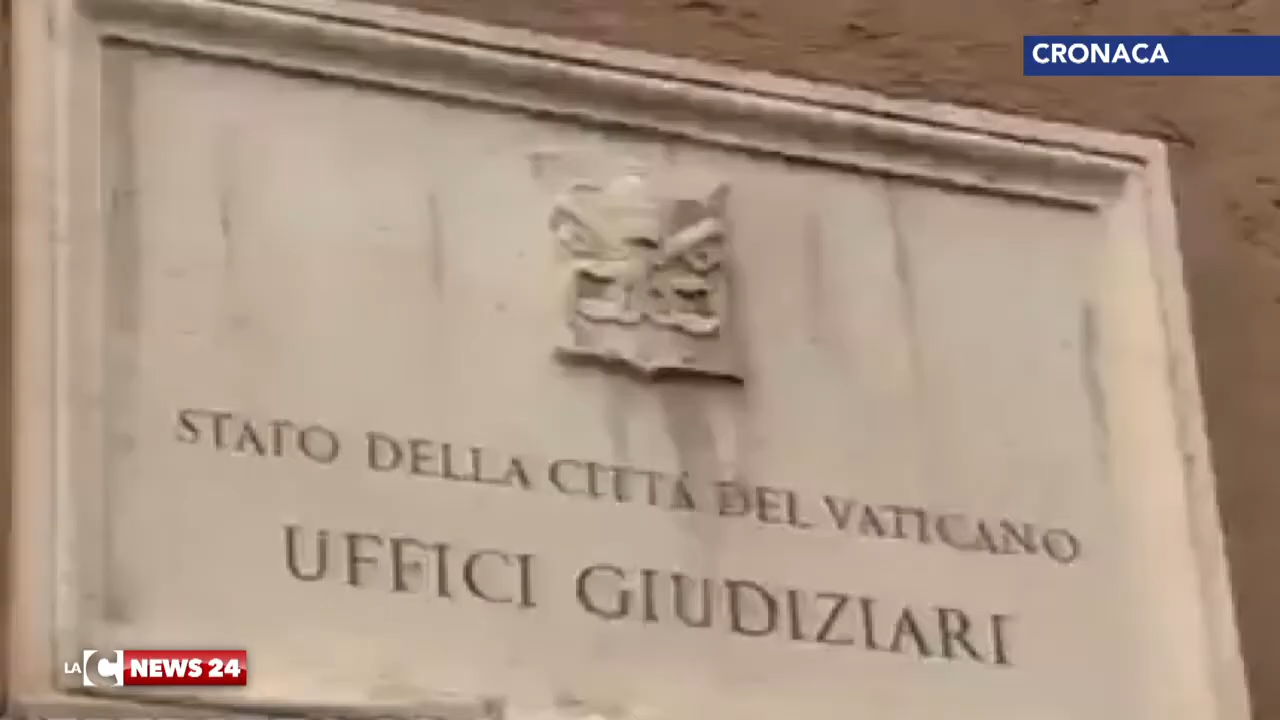 CRONACA
STATO DELLA CITTÀ DEL VATICANO
UFFICI GIUDIZIARI
LA C NEWS 24